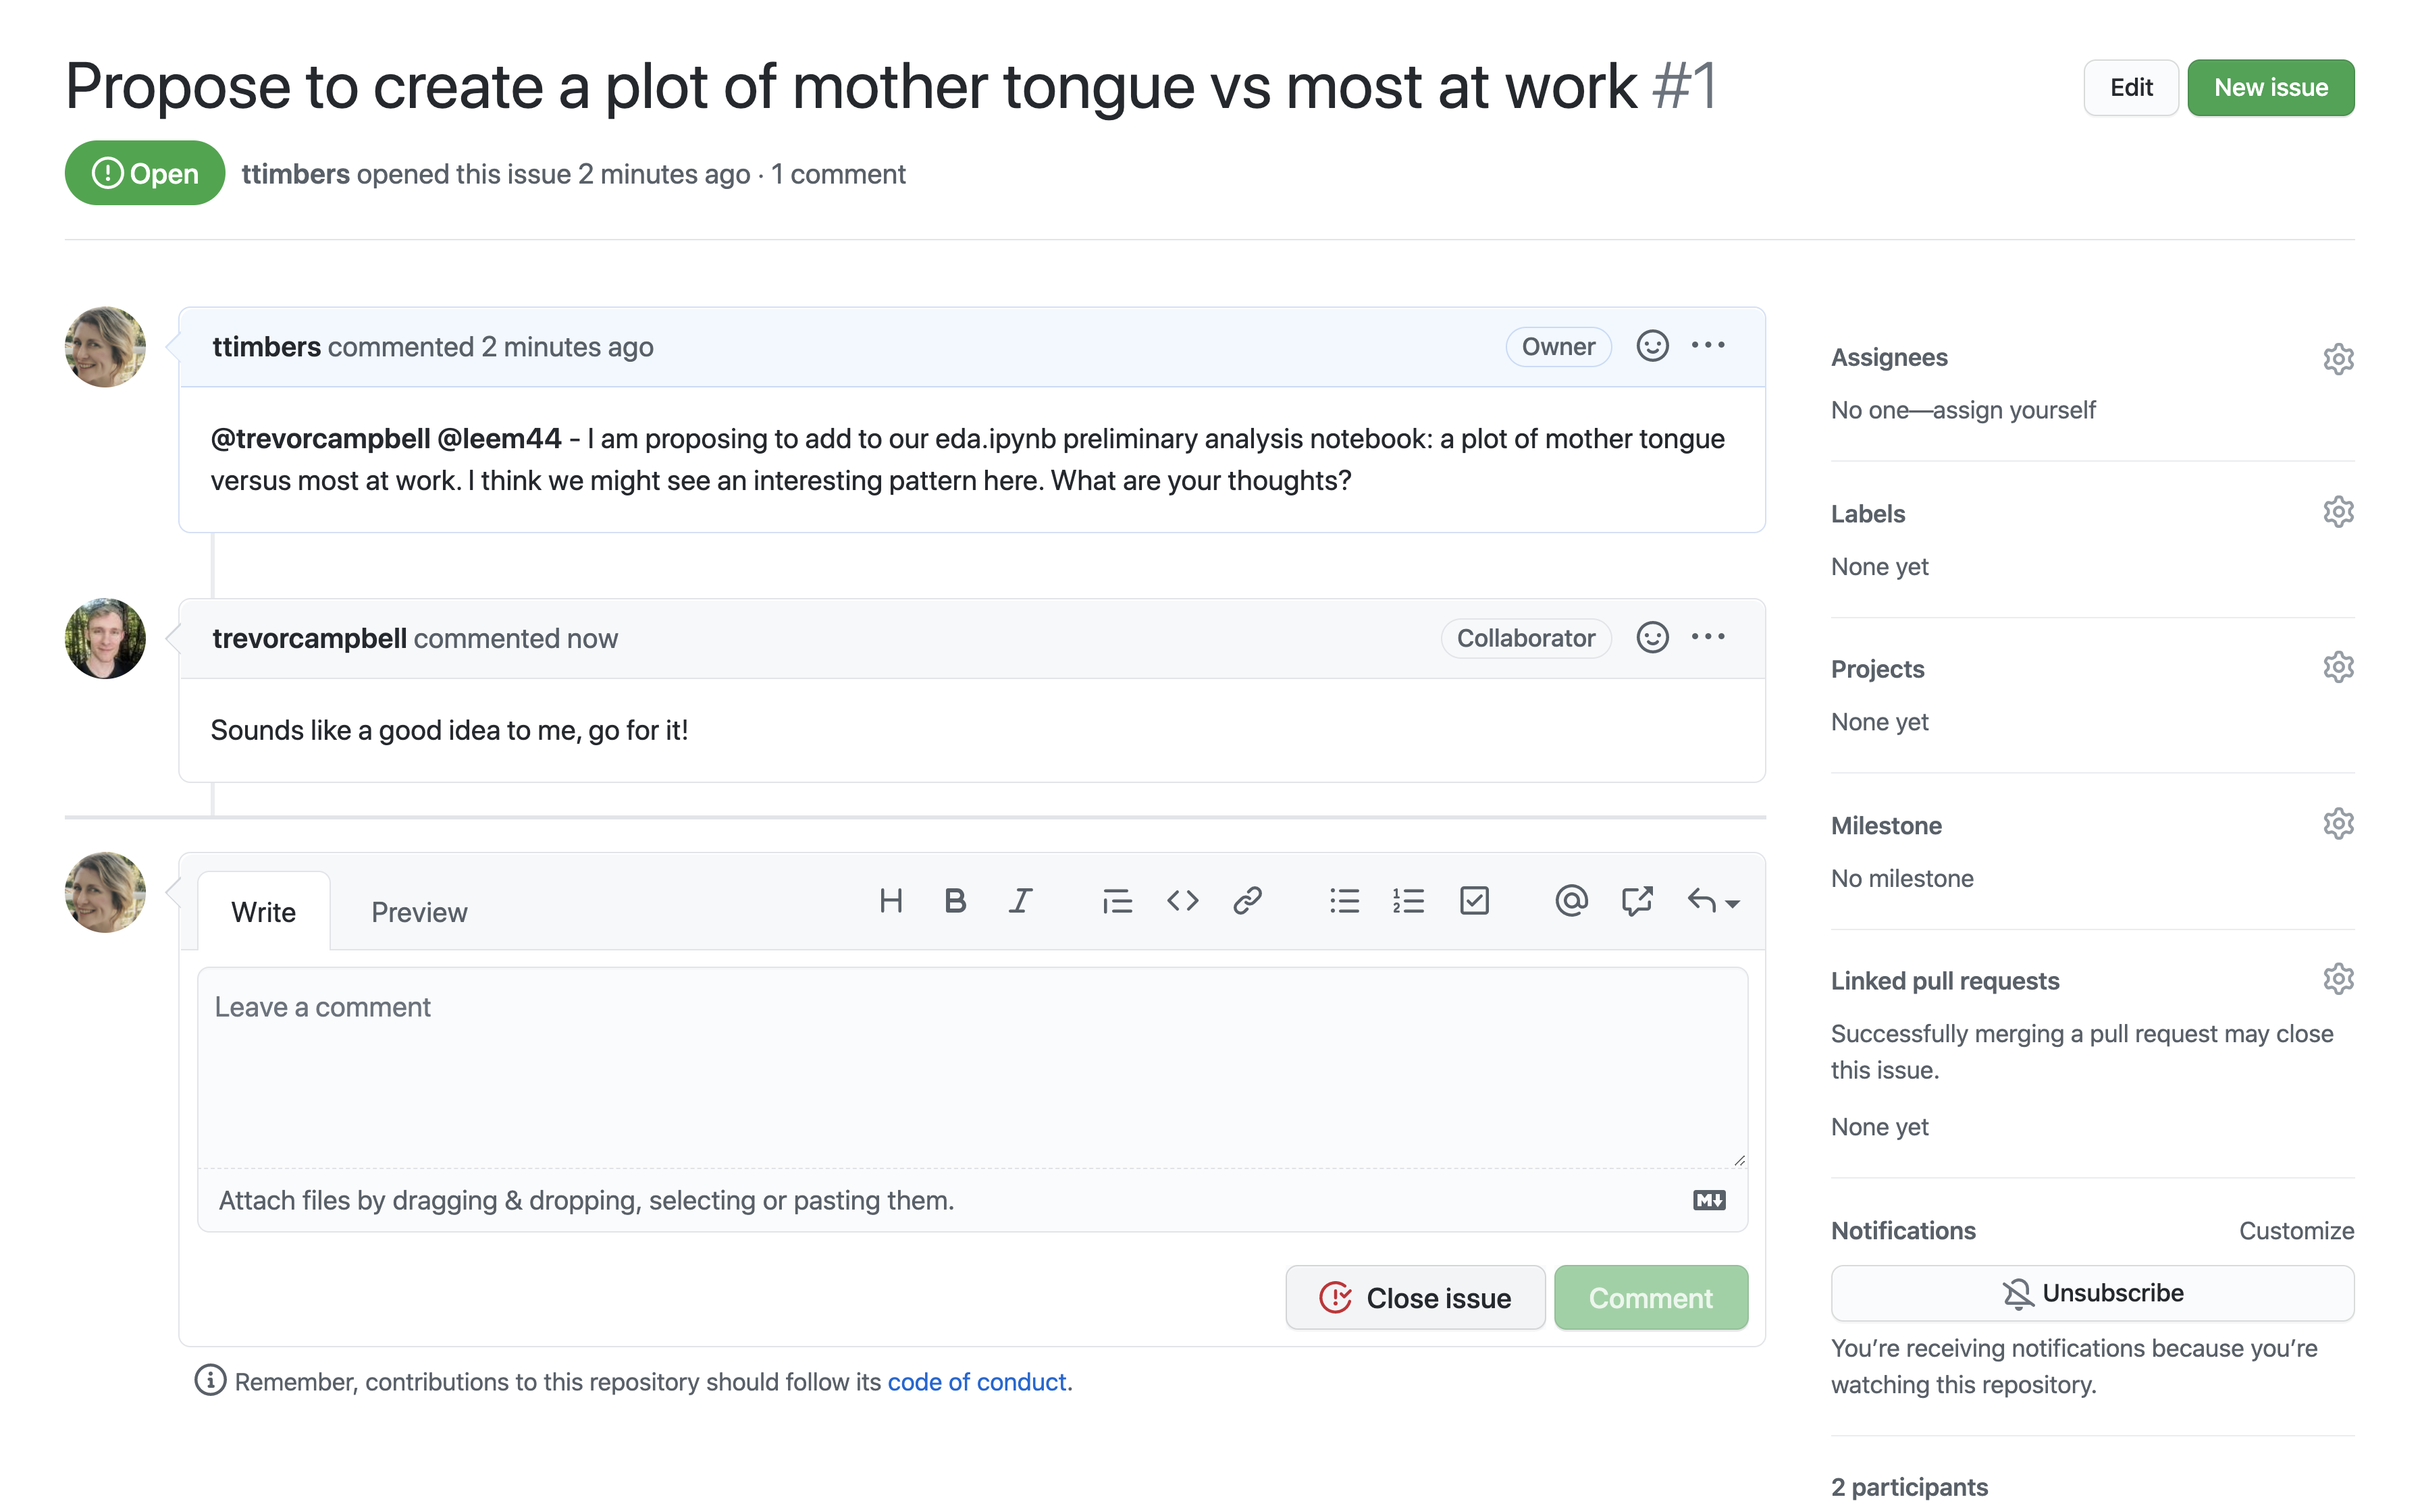 Propose to create a plot of mother tongue vs most at work #1
Edit
New issue
Open
ttimbers opened this issue 2 minutes ago · 1 comment
ttimbers commented 2 minutes ago
Owner
@trevorcampbell @leem44 - I am proposing to add to our eda.ipynb preliminary analysis notebook: a plot of mother tongue
versus most at work. I think we might see an interesting pattern here. What are your thoughts?
trevorcampbell commented now
Collaborator
Sounds like a good idea to me, go for it!
Write
Preview
Leave a comment
Attach files by dragging & dropping, selecting or pasting them.
Close issue
Comment
Remember, contributions to this repository should follow its code of conduct.
Assignees
No one—assign yourself
Labels
None yet
Projects
None yet
Milestone
No milestone
Linked pull requests
Successfully merging a pull request may close
this issue.
None yet
Notifications
Customize
Unsubscribe
You’re receiving notifications because you’re
watching this repository.
2 participants